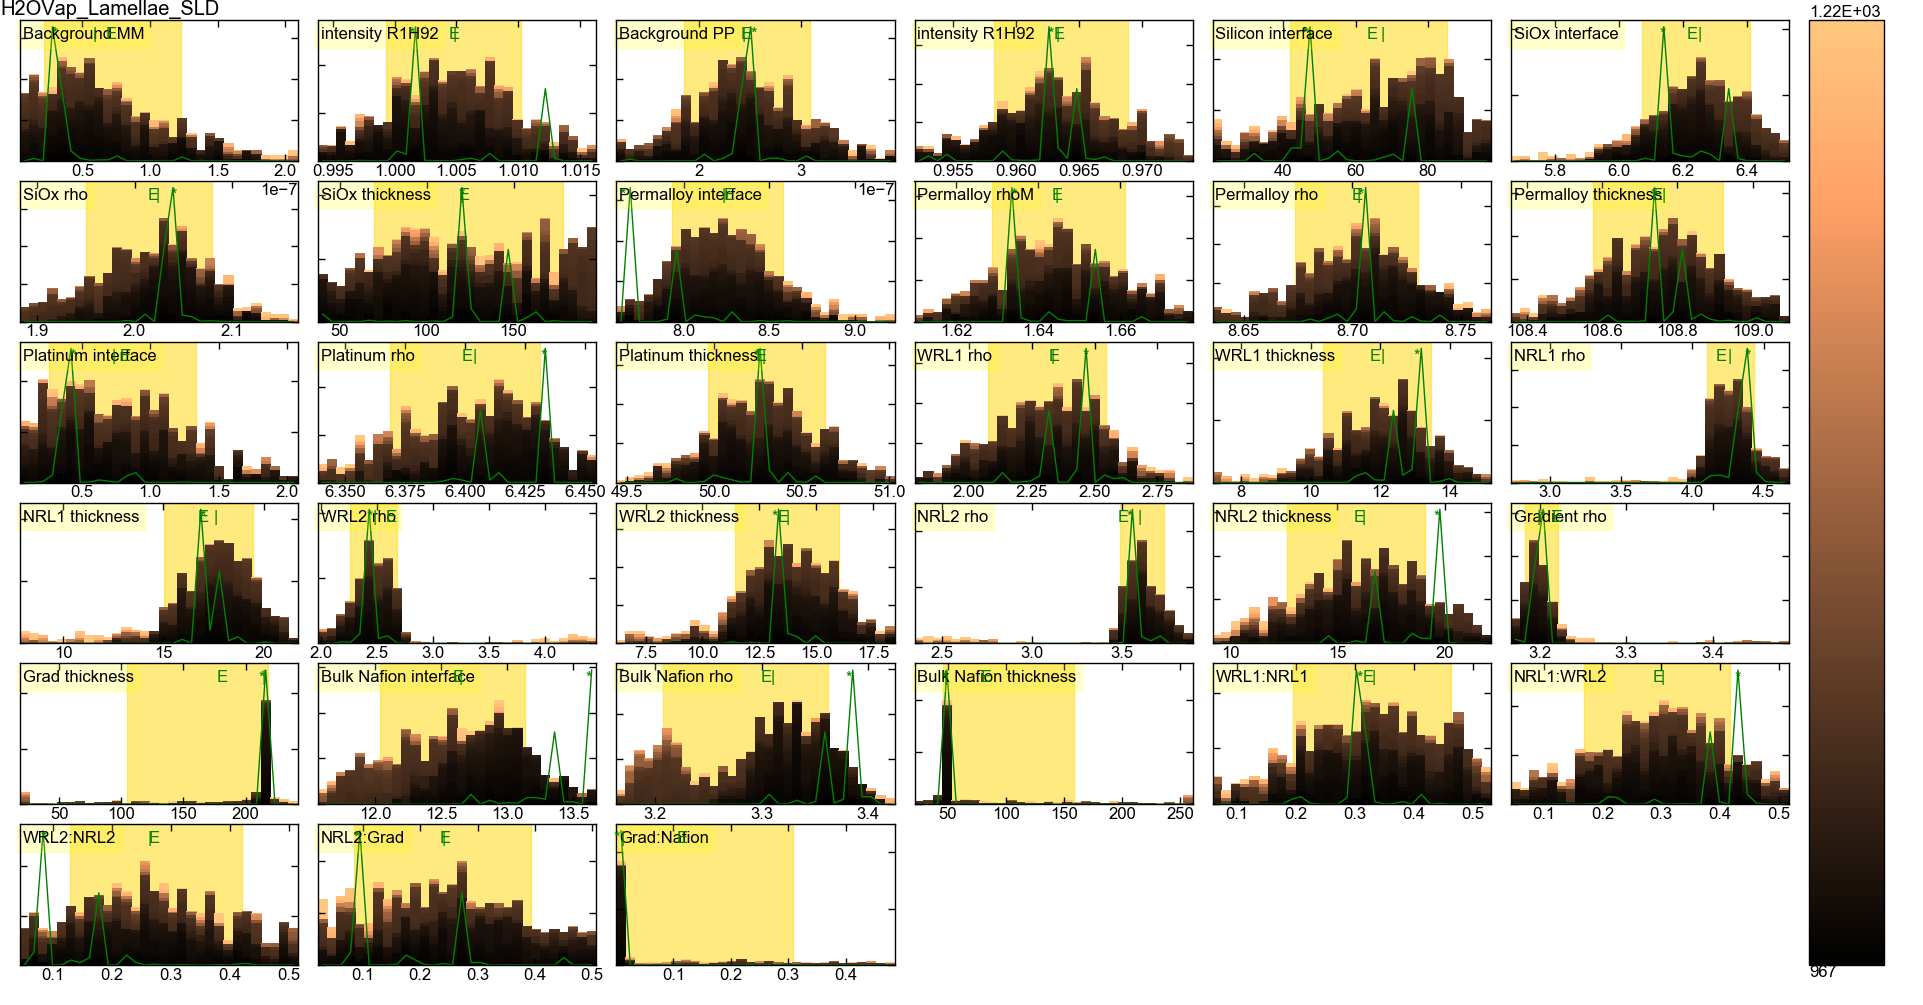 H2OVap_Lamellae_SLD
1.22E+03
Background EMM | E
intensity R1H92 * E
Background PP E *
intensity R1H92 * E
Silicon interface * E |
SiOx interface * E |
0.5 1.0 1.5 2.0
0.995 1.000 1.005 1.010 1.015
2 3
0.955 0.960 0.965 0.970
40 60 80
5.8 6.0 6.2 6.4
SiOx rho E| * 1e-7
SiOx thickness * E
Permalloy interface * E 1e-7
Permalloy rhoM * E
Permalloy rho E *
Permalloy thickness E |
1.9 2.0 2.1
50 100 150
8.0 8.5 9.0
1.62 1.64 1.66
8.65 8.70 8.75
108.4 108.6 108.8 109.0
Platinum interface * | E
Platinum rho E | *
Platinum thickness E
WRL1 rho E *
WRL1 thickness E | *
NRL1 rho E | *
0.5 1.0 1.5 2.0
6.350 6.375 6.400 6.425 6.450
49.5 50.0 50.5 51.0
2.00 2.25 2.50 2.75
8 10 12 14
3.0 3.5 4.0 4.5
NRL1 thickness * E |
WRL2 rho * | E
WRL2 thickness * E|
NRL2 rho E * |
NRL2 thickness E| *
Gradient rho * E
10 15 20
2.0 2.5 3.0 3.5 4.0
7.5 10.0 12.5 15.0 17.5
2.5 3.0 3.5
10 15 20
3.2 3.3 3.4
Grad thickness E *
Bulk Nafion interface E *
Bulk Nafion rho E| *
Bulk Nafion thickness * E
WRL1:NRL1 * E|
NRL1:WRL2 E| *
50 100 150 200
12.0 12.5 13.0 13.5
3.2 3.3 3.4
50 100 150 200 250
0.1 0.2 0.3 0.4 0.5
0.1 0.2 0.3 0.4 0.5
WRL2:NRL2 * |E
NRL2:Grad * E
Grad:Nafion * E
0.1 0.2 0.3 0.4 0.5
0.1 0.2 0.3 0.4 0.5
0.1 0.2 0.3 0.4
967